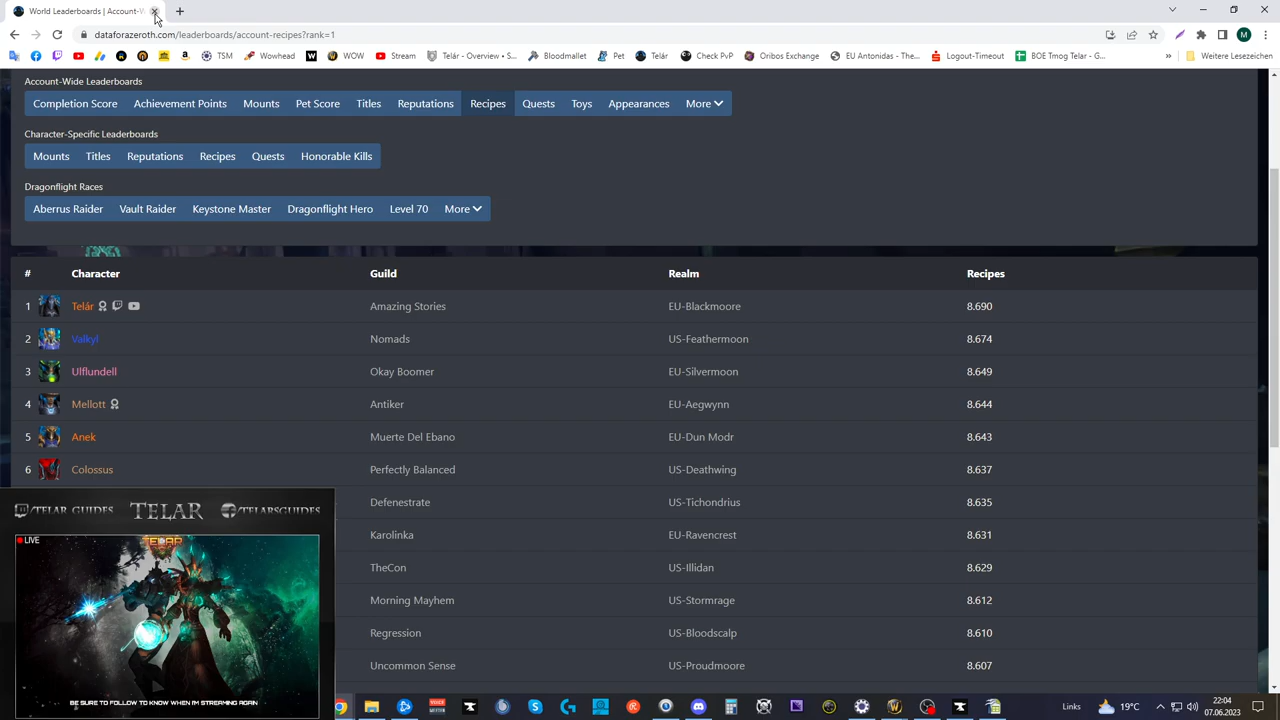 World Leaderboards | Account-W
dataforazeroth.com/leaderboards/account-recipes?rank=1
M
TSM
Wowhead
WOW
Stream
Telár - Overview • S...
Bloodmallet
Pet
Telár
Check PvP
Oribos Exchange
EU Antonidas - The...
Logout-Timeout
BOE Tmog Telar - G...
»
Weitere Lesezeichen
Account-Wide Leaderboards
Completion Score Achievement Points Mounts Pet Score Titles Reputations Recipes Quests Toys Appearances More
Character-Specific Leaderboards
Mounts Titles Reputations Recipes Quests Honorable Kills
Dragonflight Races
Aberrus Raider Vault Raider Keystone Master Dragonflight Hero Level 70 More
# Character Guild Realm Recipes
1 Telár Amazing Stories EU-Blackmoore 8.690
2 Valkyl Nomads US-Feathermoon 8.674
3 Ulflundell Okay Boomer EU-Silvermoon 8.649
4 Mellott Antiker EU-Aegwynn 8.644
5 Anek Muerte Del Ebano EU-Dun Modr 8.643
6 Colossus Perfectly Balanced US-Deathwing 8.637
Defenestrate US-Tichondrius 8.635
Karolinka EU-Ravencrest 8.631
TheCon US-Illidan 8.629
Morning Mayhem US-Stormrage 8.612
Regression US-Bloodscalp 8.610
Uncommon Sense US-Proudmoore 8.607
/TELAR GUIDES TELAR /TELARSGUIDES
LIVE
TELAR
BE SURE TO FOLLOW TO KNOW WHEN I'M STREAMING AGAIN
Links
19°C
22:04
07.06.2023